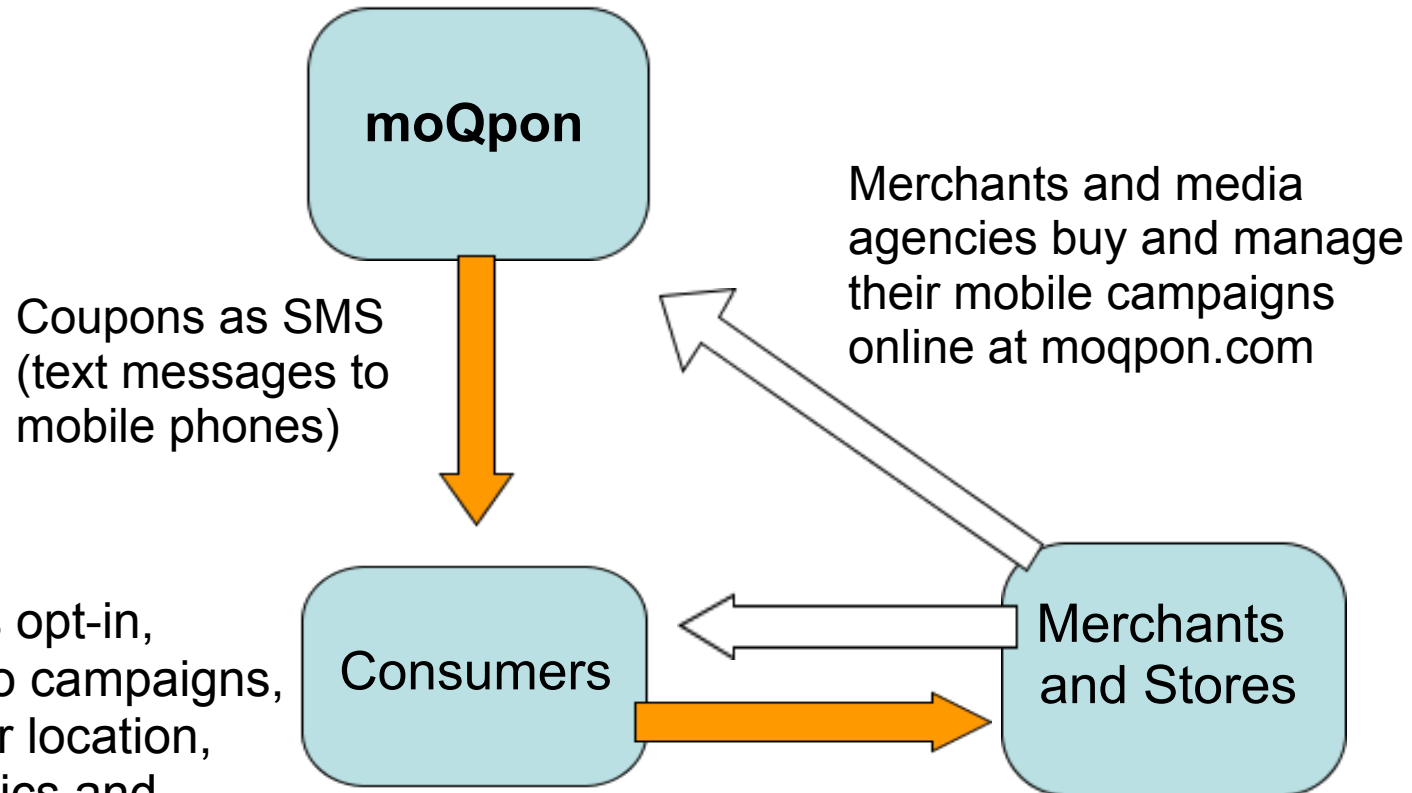 moQpon
Merchants and media
agencies buy and manage
their mobile campaigns
online at moqpon.com
Coupons as SMS
(text messages to
mobile phones)
opt-in,
campaigns,
location,
and
Consumers
Merchants
and Stores